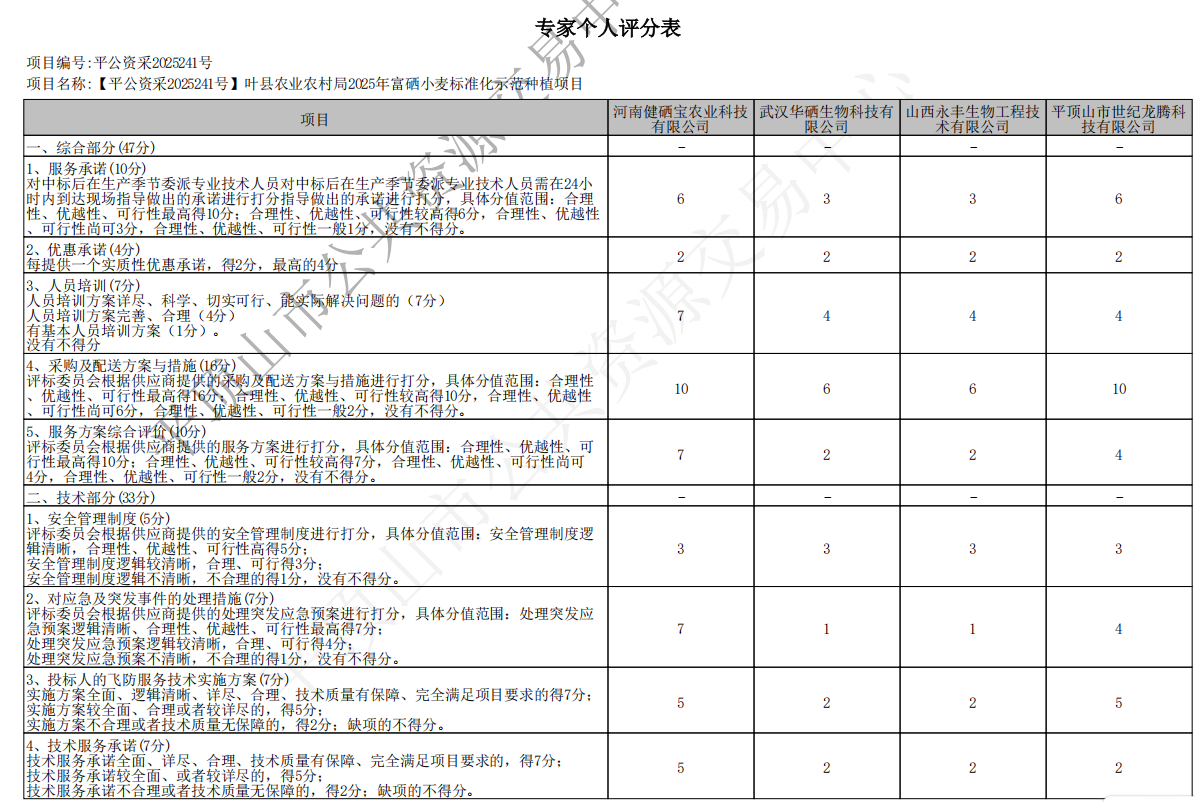 专家个人评分表
项目编号:平公资采2025241号
项目名称:【平公资采2025241号】叶县农业农村局2025年富硒小麦标准化示范种植项目
项目
河南健硒宝农业科技
有限公司
武汉华硒生物科技有
限公司
山西永丰生物工程技
术有限公司
平顶山市世纪龙腾科
技有限公司
一、综合部分(47分)
-
-
-
-
1、服务承诺(10分)
对中标后在生产季节委派专业技术人员对中标后在生产季节委派专业技术人员需在24小
时内到达现场指导做出的承诺进行打分指导做出的承诺进行打分，具体分值范围：合理
性、优越性、可行性最高得10分；合理性、优越性、可行性较高得6分，合理性、优越性
、可行性尚可3分，合理性、优越性、可行性一般1分，没有不得分。
6
3
3
6
2、优惠承诺(4分)
每提供一个实质性优惠承诺，得2分，最高的4分
2
2
2
2
3、人员培训(7分)
人员培训方案详尽、科学、切实可行、能实际解决问题的（7分）
人员培训方案完善、合理（4分）
有基本人员培训方案（1分）。
没有不得分
7
4
4
4
4、采购及配送方案与措施(16分)
评标委员会根据供应商提供的采购及配送方案与措施进行打分，具体分值范围：合理性
、优越性、可行性最高得16分；合理性、优越性、可行性较高得10分，合理性、优越性
、可行性尚可6分，合理性、优越性、可行性一般2分，没有不得分。
10
6
6
10
5、服务方案综合评价(10分)
评标委员会根据供应商提供的服务方案进行打分，具体分值范围：合理性、优越性、可
行性最高得10分；合理性、优越性、可行性较高得7分，合理性、优越性、可行性尚可
4分，合理性、优越性、可行性一般2分，没有不得分。
7
2
2
4
二、技术部分(33分)
-
-
-
-
1、安全管理制度(5分)
评标委员会根据供应商提供的安全管理制度进行打分，具体分值范围：安全管理制度逻
辑清晰，合理性、优越性、可行性高得5分；
安全管理制度逻辑较清晰，合理、可行得3分；
安全管理制度逻辑不清晰，不合理的得1分，没有不得分。
3
3
3
3
2、对应急及突发事件的处理措施(7分)
评标委员会根据供应商提供的处理突发应急预案进行打分，具体分值范围：处理突发应
急预案逻辑清晰、合理性、优越性、可行性最高得7分；
处理突发应急预案逻辑较清晰，合理、可行得4分；
处理突发应急预案不清晰，不合理的得1分，没有不得分。
7
1
1
4
3、投标人的飞防服务技术实施方案(7分)
实施方案全面、逻辑清晰、详尽、合理、技术质量有保障、完全满足项目要求的得7分；
实施方案较全面、合理或者较详尽的，得5分；
实施方案不合理或者技术质量无保障的，得2分；缺项的不得分。
5
2
2
5
4、技术服务承诺(7分)
技术服务承诺全面、详尽、合理、技术质量有保障、完全满足项目要求的，得7分；
技术服务承诺较全面、或者较详尽的，得5分；
技术服务承诺不合理或者技术质量无保障的，得2分；缺项的不得分。
5
2
2
2
平顶山市公共资源交易中
平顶山市公共资源交易中心